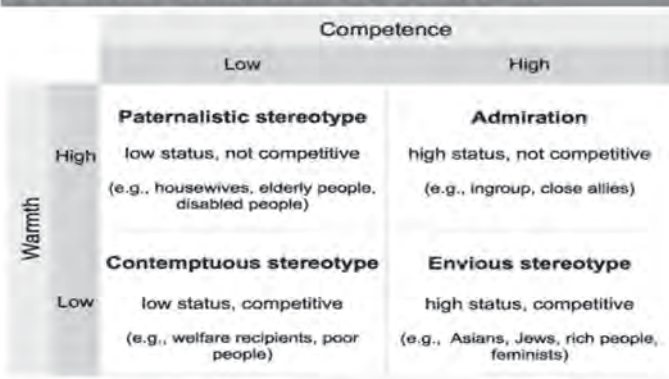 Competence
Low High
Paternalistic stereotype Admiration
High low status, not competitive high status, not competitive
(e.g., housewives, elderly people, (e.g., ingroup, close allies)
disabled people)
Warmth
Contemptuous stereotype Envious stereotype
Low low status, competitive high status, competitive
(e.g., welfare recipients, poor (e.g., Asians, Jews, rich people,
people) feminists)